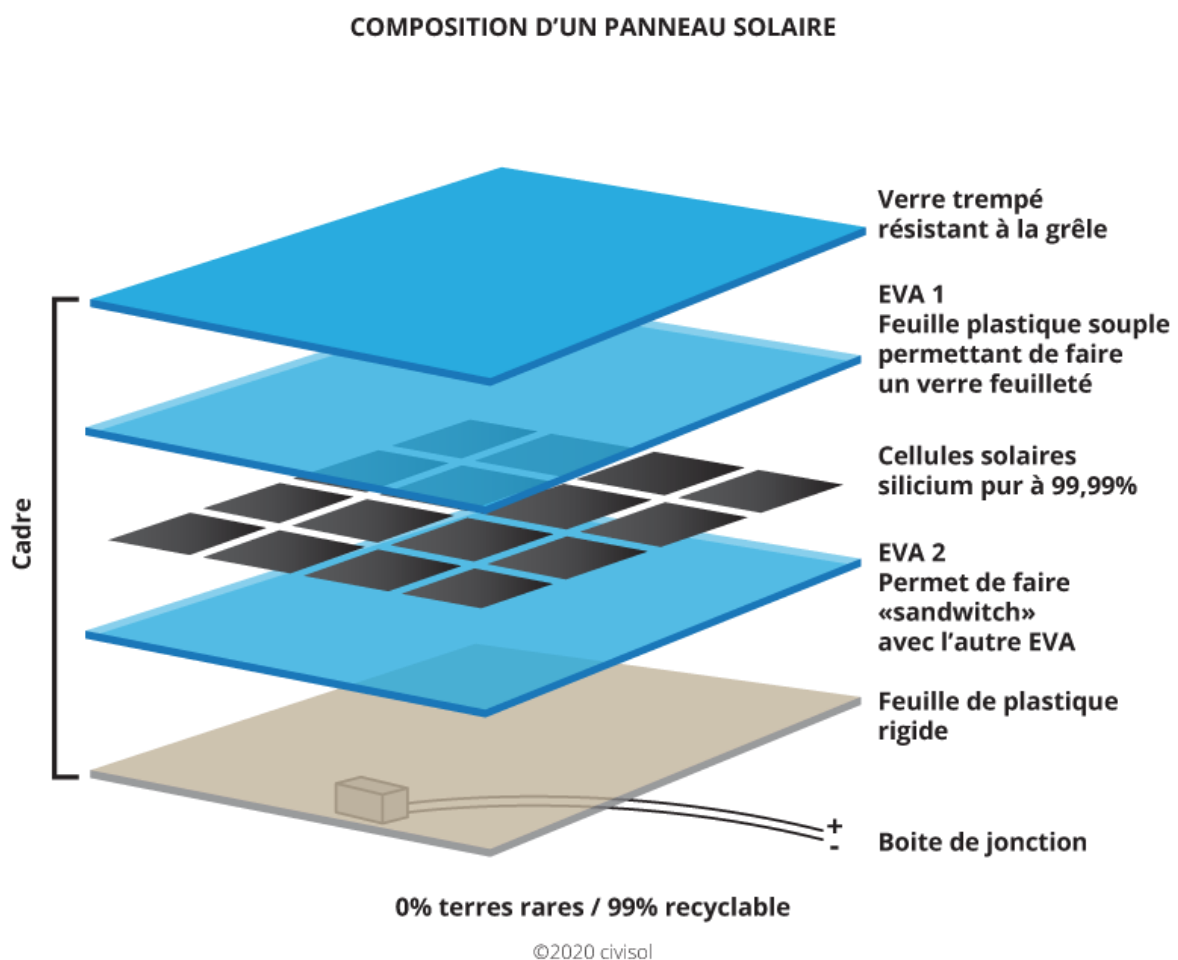 COMPOSITION D’UN PANNEAU SOLAIRE
Verre trempé
résistant à la grêle
EVA 1
Feuille plastique souple
permettant de faire
un verre feuilleté
Cellules solaires
silicium pur à 99,99%
Cadre
EVA 2
Permet de faire
«sandwitch»
avec l’autre EVA
Feuille de plastique
rigide
+
-
Boite de jonction
0% terres rares / 99% recyclable
©2020 civisol